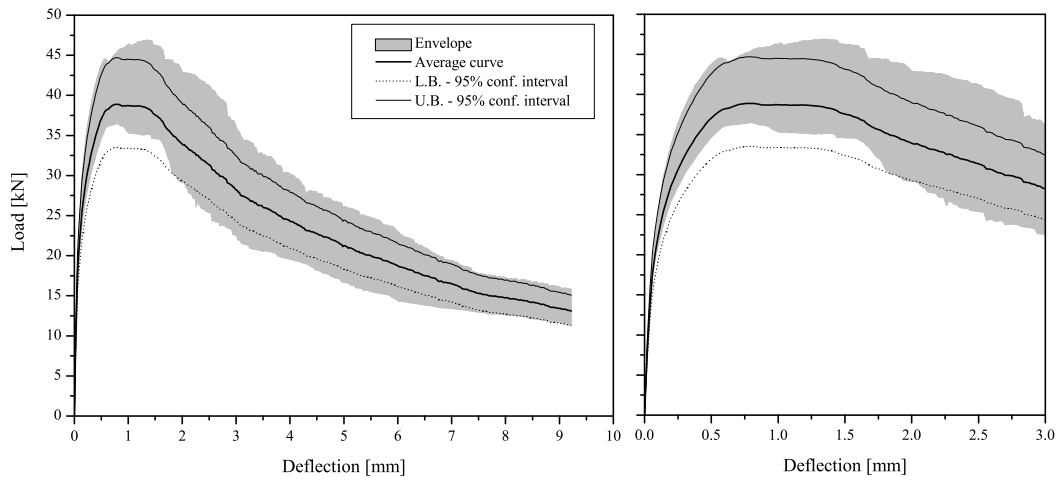 50
45
40
35
30
25
20
15
10
5
0
Load [kN]
Envelope
Average curve
L.B. - 95% conf. interval
U.B. - 95% conf. interval
0 1 2 3 4 5 6 7 8 9 10
Deflection [mm]
0.0 0.5 1.0 1.5 2.0 2.5 3.0
Deflection [mm]